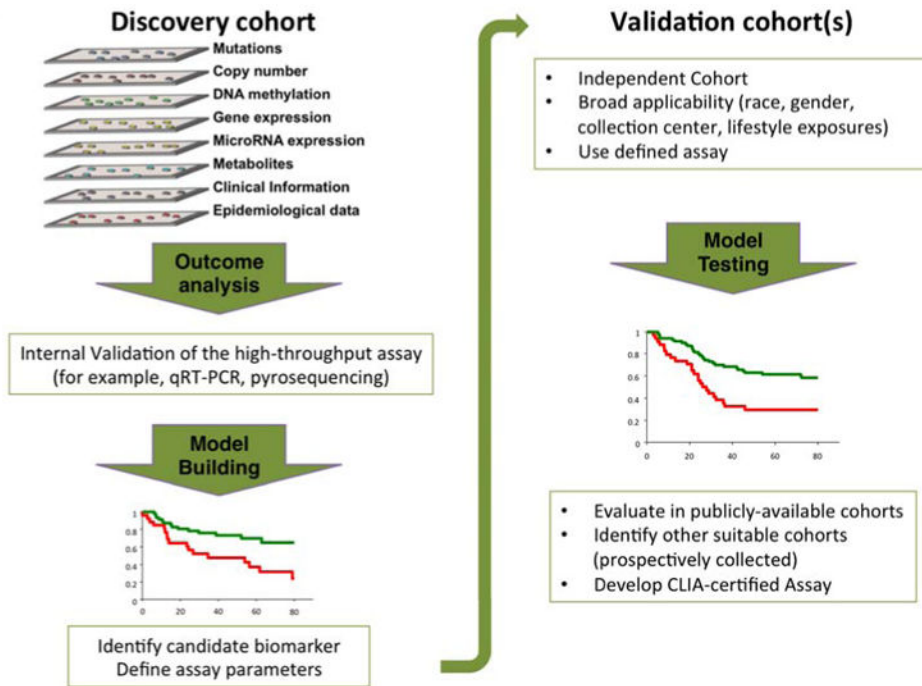 Discovery cohort
Mutations
Copy number
DNA methylation
Gene expression
MicroRNA expression
Metabolites
Clinical Information
Epidemiological data
Outcome
analysis
Internal Validation of the high-throughput assay
(for example, qRT-PCR, pyrosequencing)
Model
Building
1
0.8
0.6
0.4
0.2
0
0 20 40 60 80
Identify candidate biomarker
Define assay parameters
Validation cohort(s)
• Independent Cohort
• Broad applicability (race, gender,
collection center, lifestyle exposures)
• Use defined assay
Model
Testing
1
0.8
0.6
0.4
0.2
0
0 20 40 60 80
• Evaluate in publicly-available cohorts
• Identify other suitable cohorts
(prospectively collected)
• Develop CLIA-certified Assay